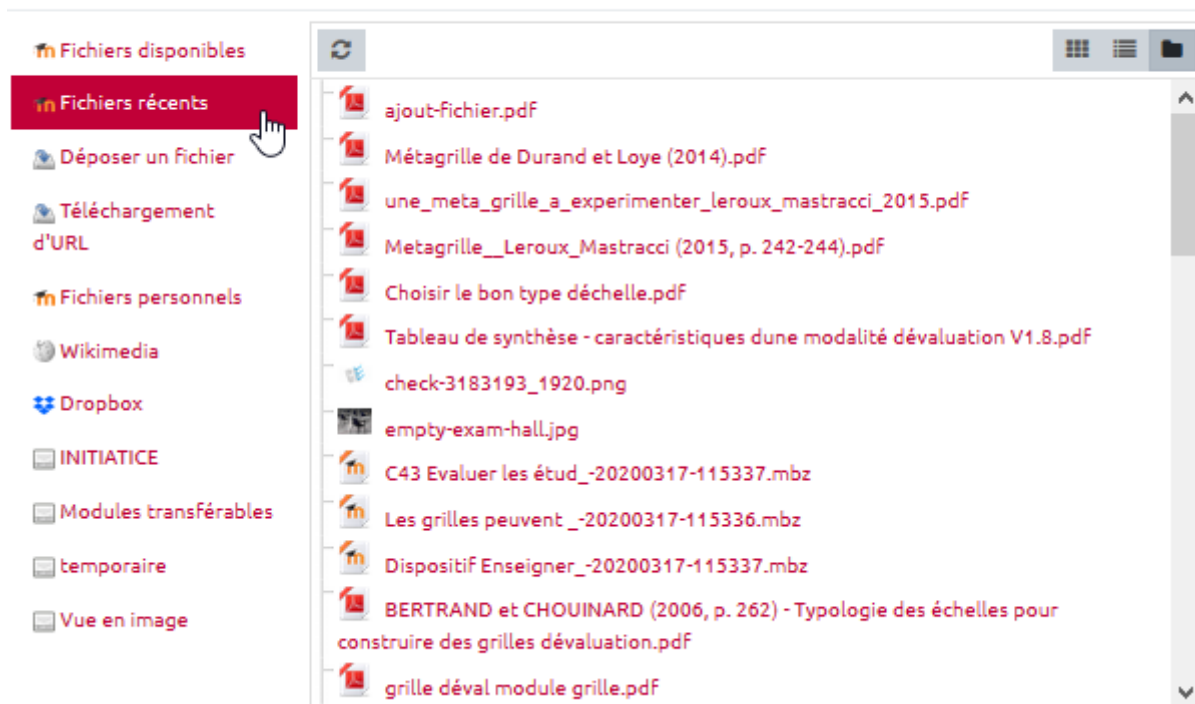 Fichiers disponibles
Fichiers récents
Déposer un fichier
Téléchargement
d'URL
Fichiers personnels
Wikimedia
Dropbox
INITIATICE
Modules transférables
temporaire
Vue en image
ajout-fichier.pdf
Métagrille de Durand et Loye (2014).pdf
une_meta_grille_a_experimenter_leroux_mastracci_2015.pdf
Metagrille__Leroux_Mastracci (2015, p. 242-244).pdf
Choisir le bon type déchelle.pdf
Tableau de synthèse - caractéristiques dune modalité dévaluation V1.8.pdf
check-3183193_1920.png
empty-exam-hall.jpg
C43 Evaluer les étud_-20200317-115337.mbz
Les grilles peuvent _-20200317-115336.mbz
Dispositif Enseigner_-20200317-115337.mbz
BERTRAND et CHOUINARD (2006, p. 262) - Typologie des échelles pour
construire des grilles dévaluation.pdf
grille déval module grille.pdf